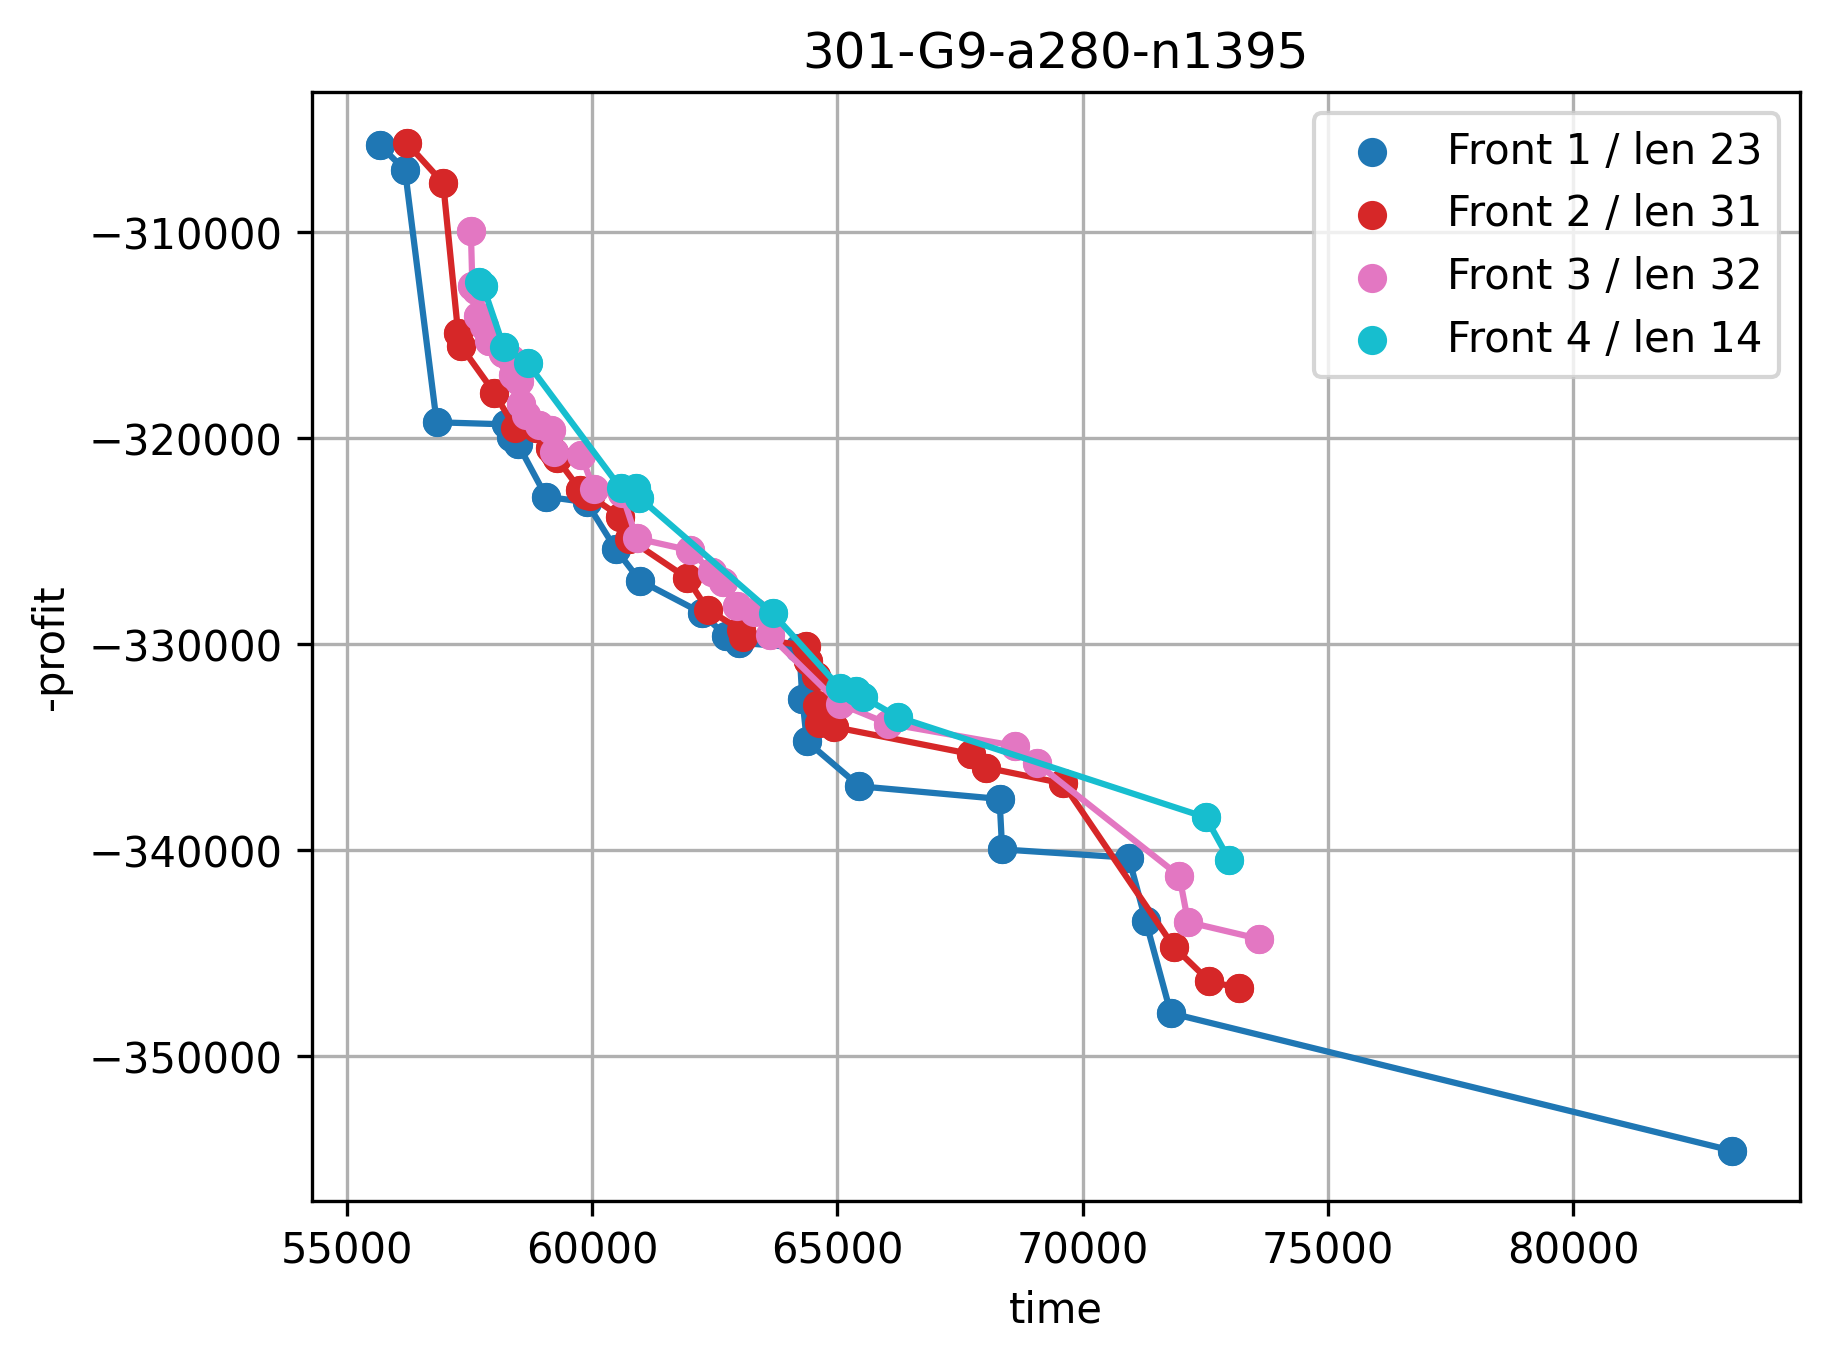 301-G9-a280-n1395
Front 1 / len 23
Front 2 / len 31
Front 3 / len 32
Front 4 / len 14
−310000
−320000
−330000
−340000
−350000
-profit
55000 60000 65000 70000 75000 80000
time